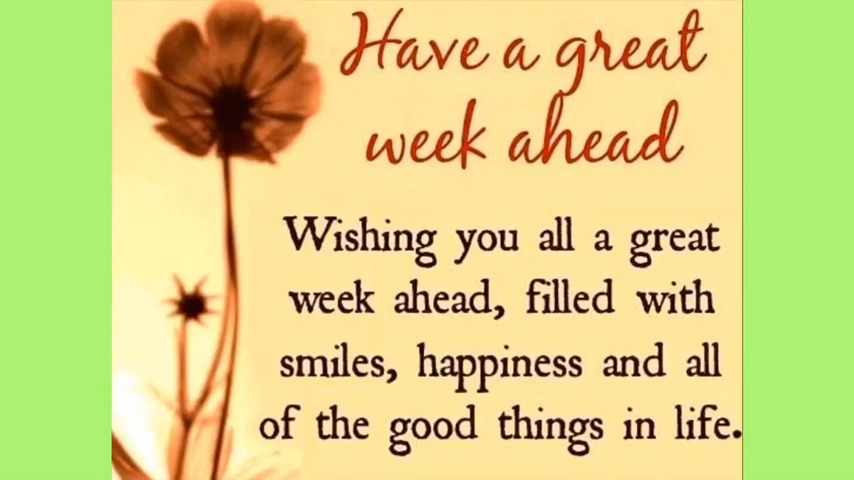 Have a great
week ahead
Wishing you all a great
week ahead, filled with
smiles, happiness and all
of the good things in life.